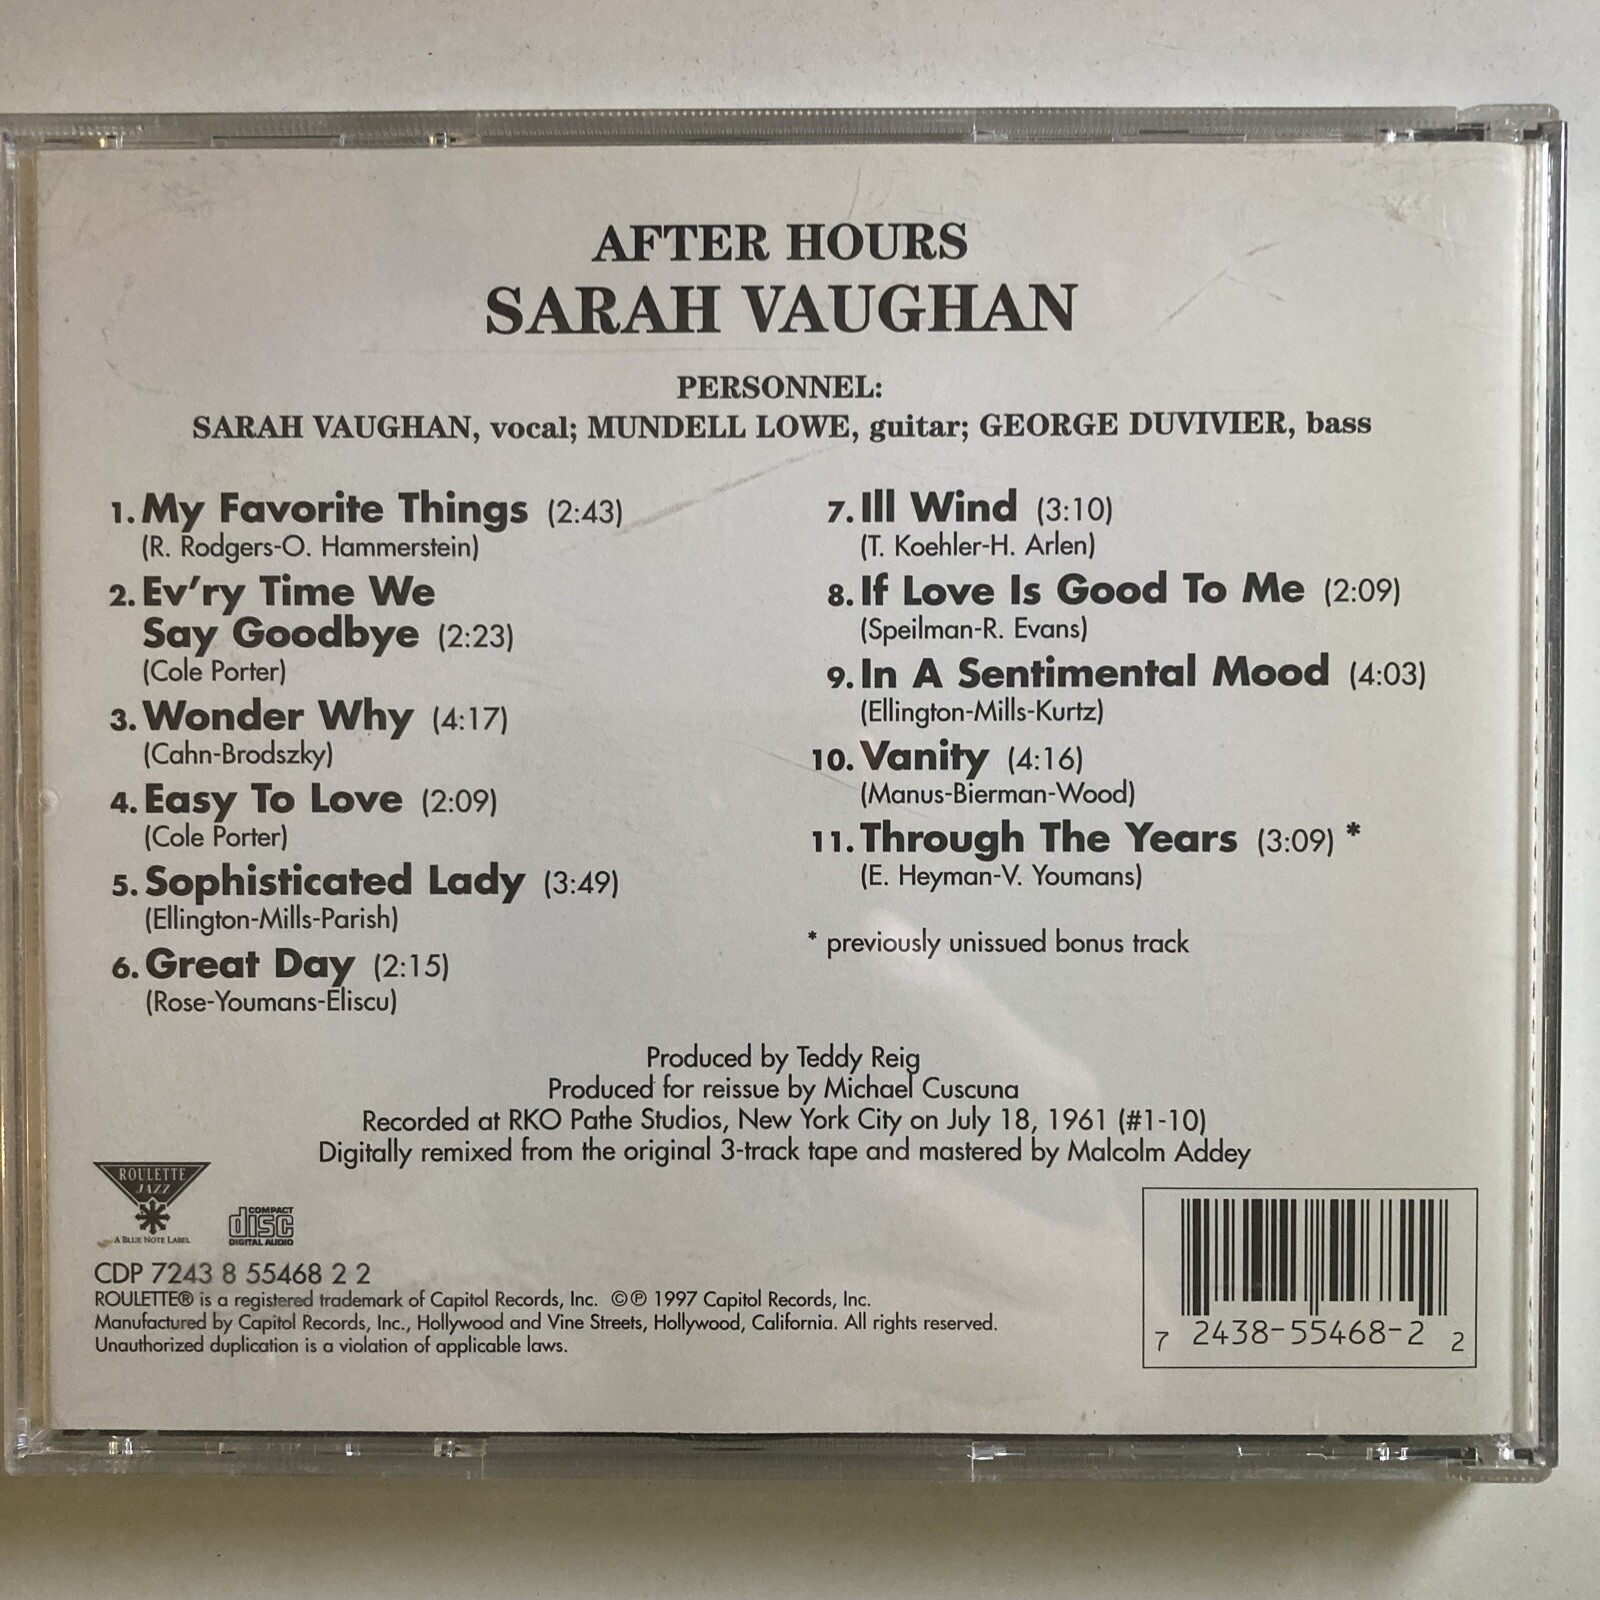 AFTER HOURS
SARAH VAUGHAN
PERSONNEL:
SARAH VAUGHAN, vocal; MUNDELL LOWE, guitar; GEORGE DUVIVIER, bass
1. My Favorite Things (2:43)
(R. Rodgers-O. Hammerstein)
2. Ev'ry Time We
Say Goodbye (2:23)
(Cole Porter)
3. Wonder Why (4:17)
(Cahn-Brodszky)
4. Easy To Love (2:09)
(Cole Porter)
5. Sophisticated Lady (3:49)
(Ellington-Mills-Parish)
6. Great Day (2:15)
(Rose-Youmans-Eliscu)
7. Ill Wind (3:10)
(T. Koehler-H. Arlen)
8. If Love Is Good To Me (2:09)
(Speilman-R. Evans)
9. In A Sentimental Mood (4:03)
(Ellington-Mills-Kurtz)
10. Vanity (4:16)
(Manus-Bierman-Wood)
11. Through The Years (3:09) *
(E. Heyman-V. Youmans)
* previously unissued bonus track
Produced by Teddy Reig
Produced for reissue by Michael Cuscuna
Recorded at RKO Pathe Studios, New York City on July 18, 1961 (#1-10)
Digitally remixed from the original 3-track tape and mastered by Malcolm Addey
ROULETTE
JAZZ
A BLUE NOTE LABEL
COMPACT
disc
DIGITAL AUDIO
CDP 7243 8 55468 2 2
ROULETTE® is a registered trademark of Capitol Records, Inc. ©℗ 1997 Capitol Records, Inc.
Manufactured by Capitol Records, Inc., Hollywood and Vine Streets, Hollywood, California. All rights reserved.
Unauthorized duplication is a violation of applicable laws.
7 2438-55468-2 2